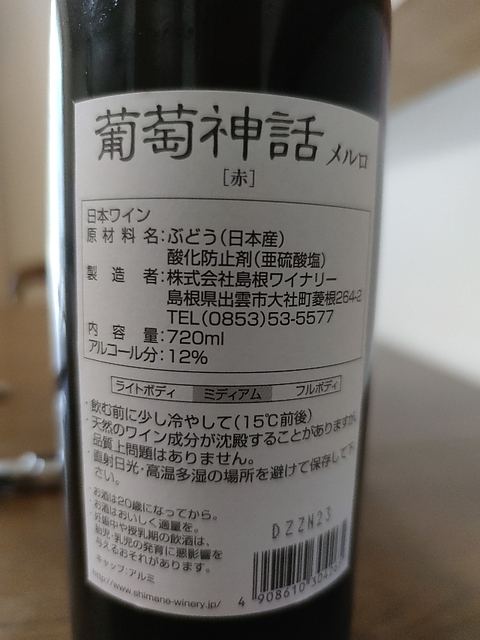 葡萄神話 メルロ
[赤]
日本ワイン
原材料名:ぶどう(日本産)
酸化防止剤(亜硫酸塩)
製造者:株式会社島根ワイナリー
島根県出雲市大社町菱根264-2
TEL(0853)53-5577
内容量:720ml
アルコール分:12%
ライトボディ ミディアム フルボディ
・飲む前に少し冷やして(15℃前後)
・天然のワイン成分が沈殿することがありますが、
品質上問題はありません。
・直射日光・高温多湿の場所を避けて保存して下
さい。
・お酒は20歳になってから。
・お酒はおいしく適量を。
・妊娠中や授乳期の飲酒は、
胎児・乳児の発育に悪影響を
与えるおそれがあります。
キャップ:アルミ
http://www.shimane-winery.jp/
DZZN23
4 908610